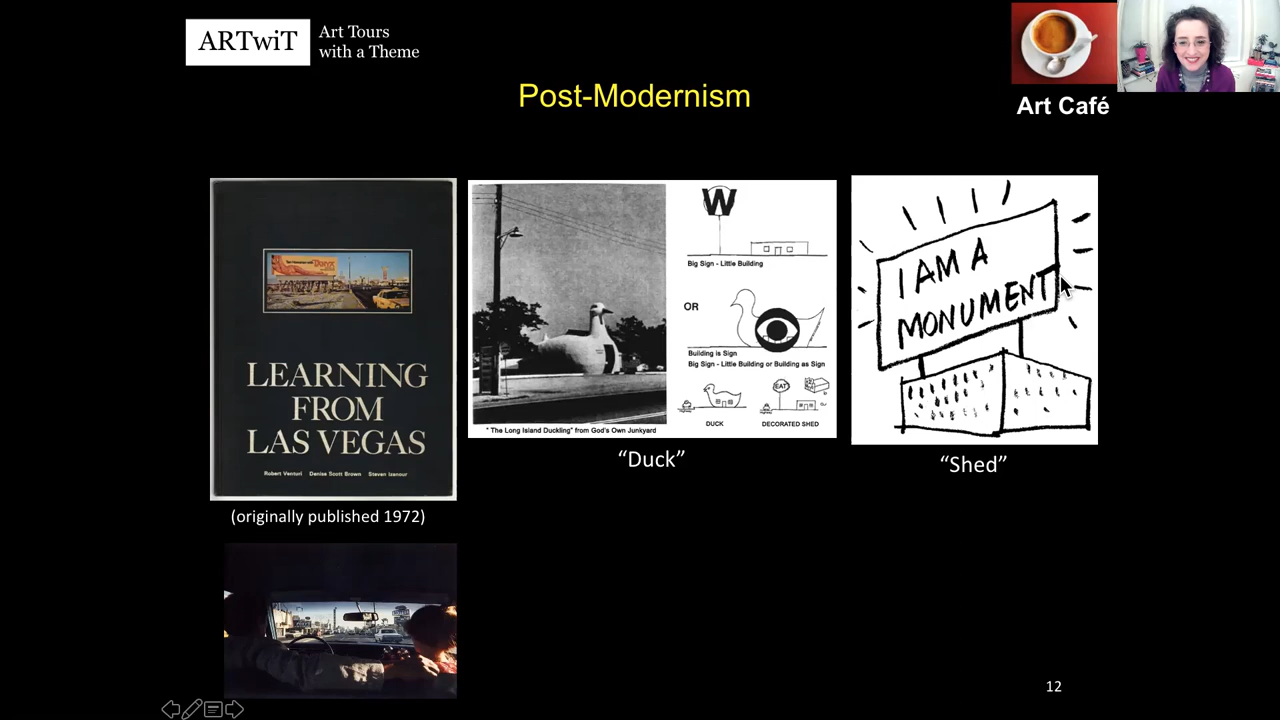 ARTwiT
Art Tours
with a Theme
Post-Modernism
Art Café
LEARNING
FROM
LAS VEGAS
Robert Venturi Denise Scott Brown Steven Izenour
(originally published 1972)
" The Long Island Duckling" from God's Own Junkyard
W
Big Sign - Little Building
OR
Building is Sign
Big Sign - Little Building or Building as Sign
EAT
DUCK
DECORATED SHED
“Duck”
I AM A
MONUMENT
“Shed”
12